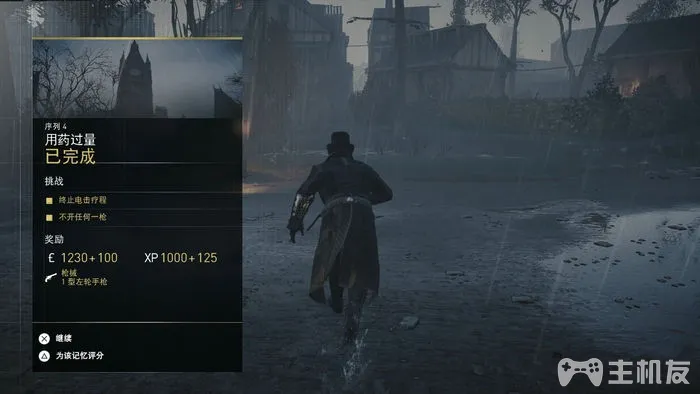 序列 4
用药过量
已完成
挑战
终止电击疗程
不开任何一枪
奖励
£ 1230+100 XP 1000+125
枪械
1 型左轮手枪
继续
为该记忆评分
主机友